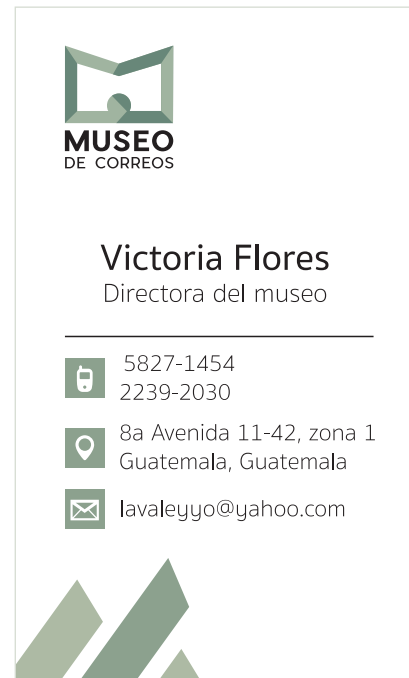 MUSEO
DE CORREOS
Victoria Flores
Directora del museo
5827-1454
2239-2030
8a Avenida 11-42, zona 1
Guatemala, Guatemala
lavaleyyo@yahoo.com